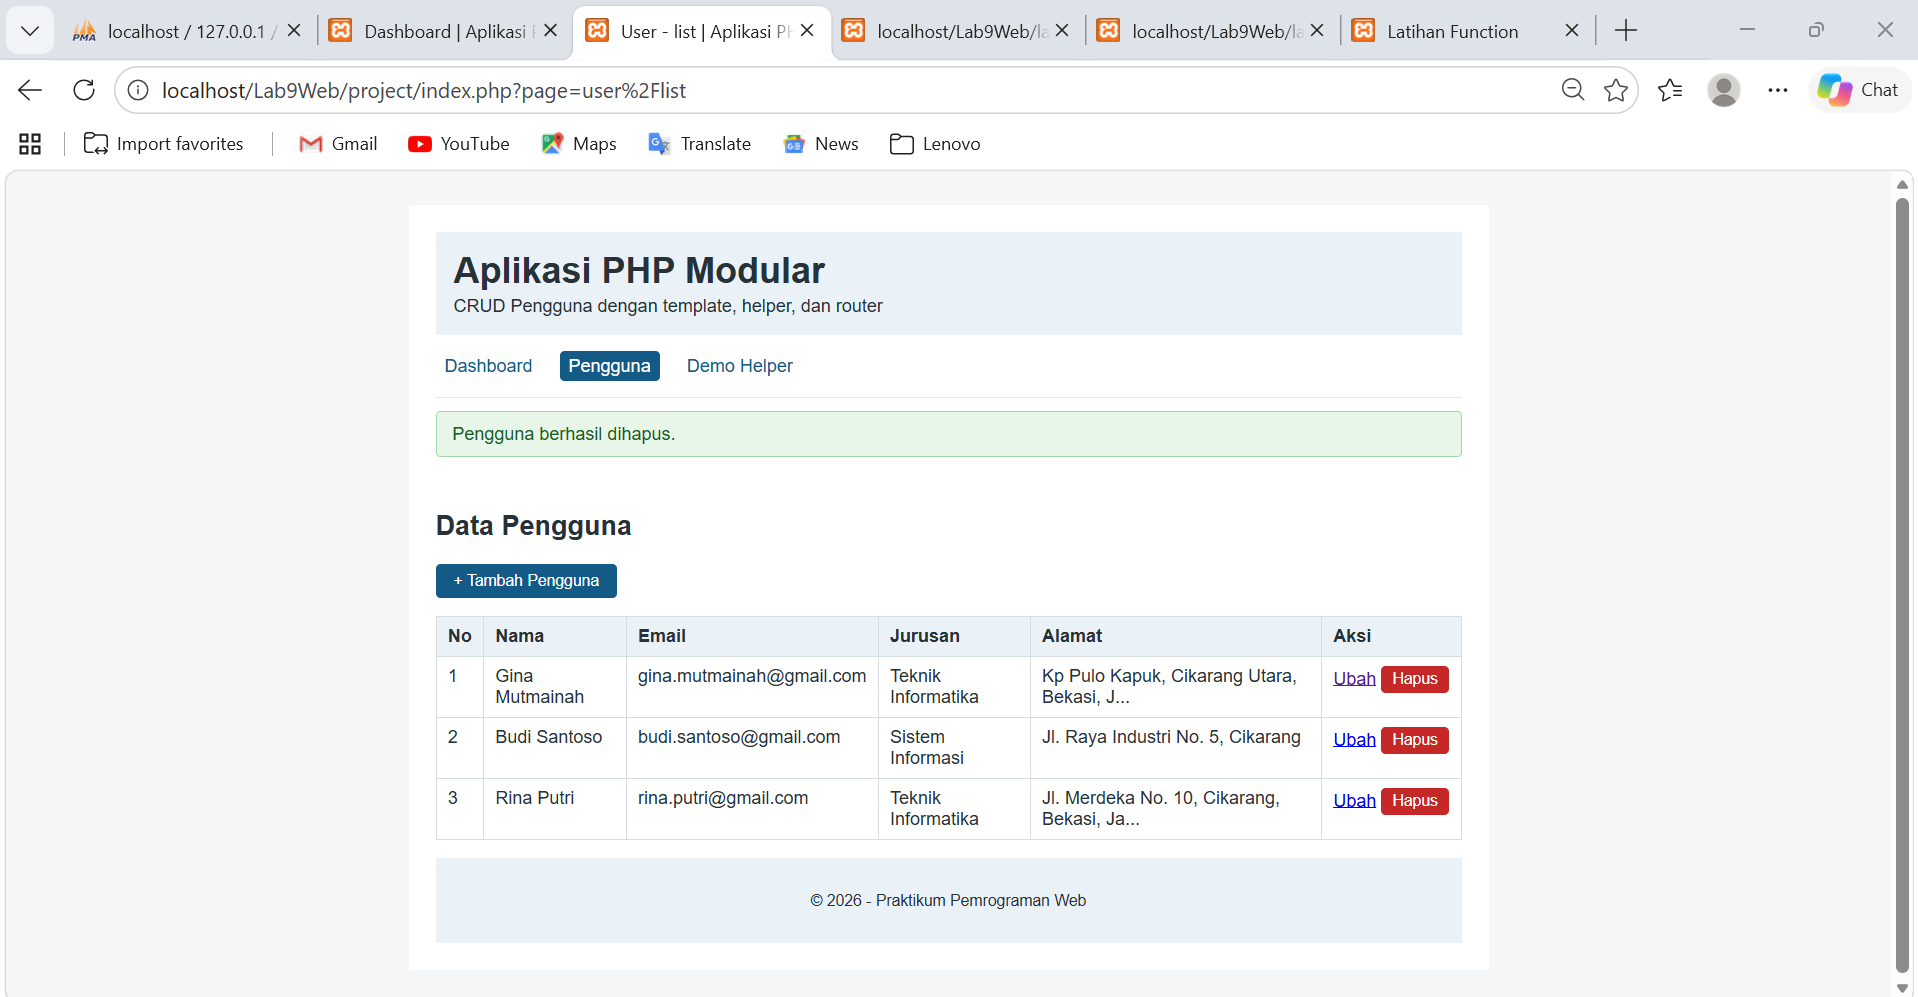 localhost / 127.0.0.1 /
Dashboard | Aplikasi
User - list | Aplikasi PH
localhost/Lab9Web/la
localhost/Lab9Web/la
Latihan Function
localhost/Lab9Web/project/index.php?page=user%2Flist
Chat
Import favorites
Gmail
YouTube
Maps
Translate
News
Lenovo
Aplikasi PHP Modular
CRUD Pengguna dengan template, helper, dan router
Dashboard
Pengguna
Demo Helper
Pengguna berhasil dihapus.
Data Pengguna
+ Tambah Pengguna
No Nama Email Jurusan Alamat Aksi
1 Gina gina.mutmainah@gmail.com Teknik Kp Pulo Kapuk, Cikarang Utara, Ubah Hapus
Mutmainah Informatika Bekasi, J...
2 Budi Santoso budi.santoso@gmail.com Sistem Jl. Raya Industri No. 5, Cikarang Ubah Hapus
Informasi
3 Rina Putri rina.putri@gmail.com Teknik Jl. Merdeka No. 10, Cikarang, Ubah Hapus
Informatika Bekasi, Ja...
© 2026 - Praktikum Pemrograman Web